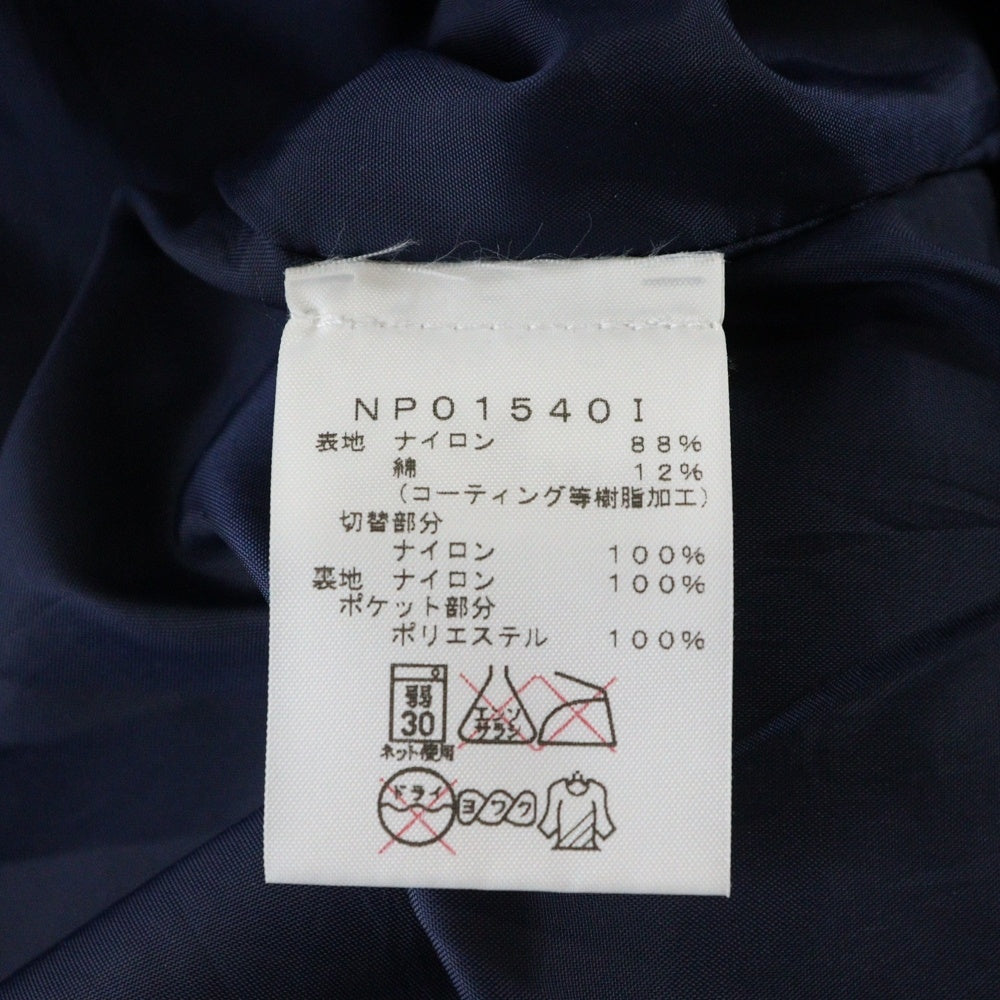 NP01540I
表地 ナイロン 88%
綿 12%
(コーティング等樹脂加工)
切替部分
ナイロン 100%
裏地 ナイロン 100%
ポケット部分
ポリエステル 100%
弱
30
ネット使用
エンソ
サラシ
ドライ
ヨワク